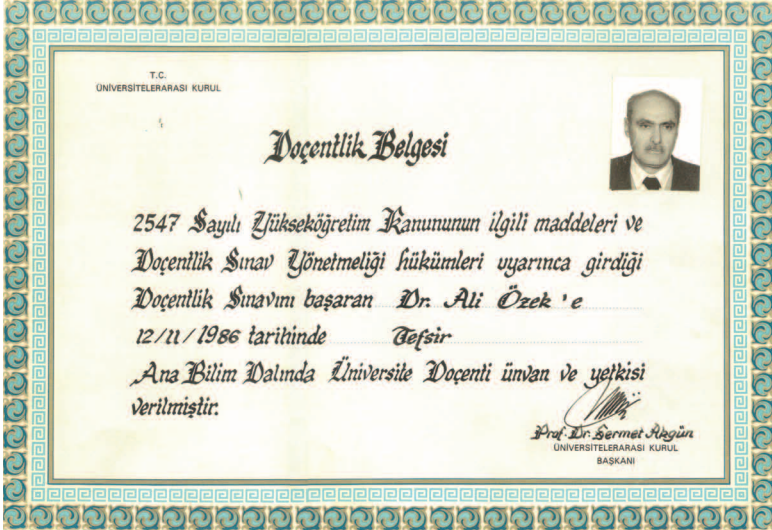 T.C.
ÜNİVERSİTELERARASI KURUL
Doçentlik Belgesi
2547 Sayılı Yükseköğretim Kanununun ilgili maddeleri ve
Doçentlik Sınav Yönetmeliği hükümleri uyarınca girdiği
Doçentlik Sınavını başaran Dr. Ali Özek 'e
12/11/1986 tarihinde Tefsir
Ana Bilim Dalında Üniversite Doçenti ünvan ve yetkisi
verilmiştir.
Prof. Dr. Sermet Akgün
ÜNİVERSİTELERARASI KURUL
BAŞKANI